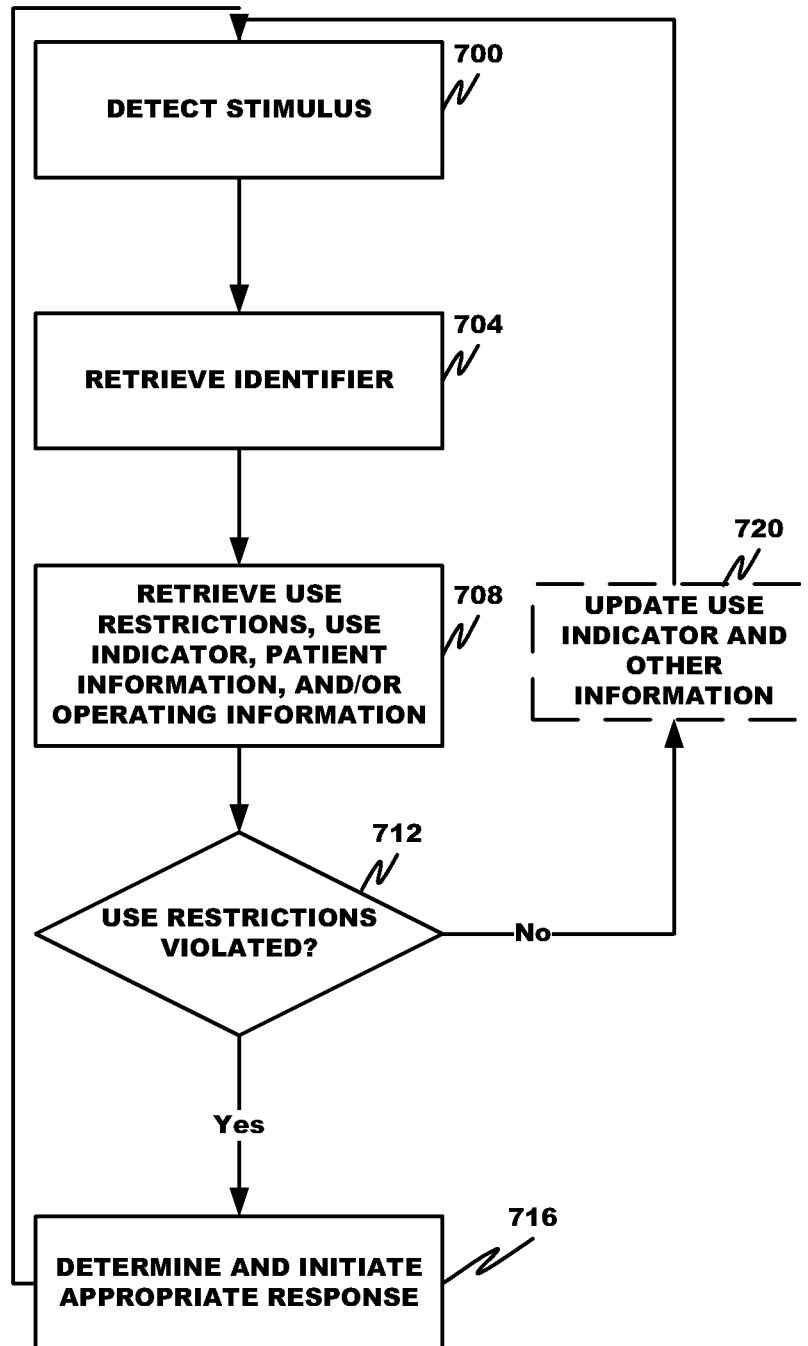 700
DETECT STIMULUS
704
RETRIEVE IDENTIFIER
708
RETRIEVE USE
RESTRICTIONS, USE
INDICATOR, PATIENT
INFORMATION, AND/OR
OPERATING INFORMATION
720
UPDATE USE
INDICATOR AND
OTHER
INFORMATION
712
USE RESTRICTIONS
VIOLATED?
No
Yes
716
DETERMINE AND INITIATE
APPROPRIATE RESPONSE